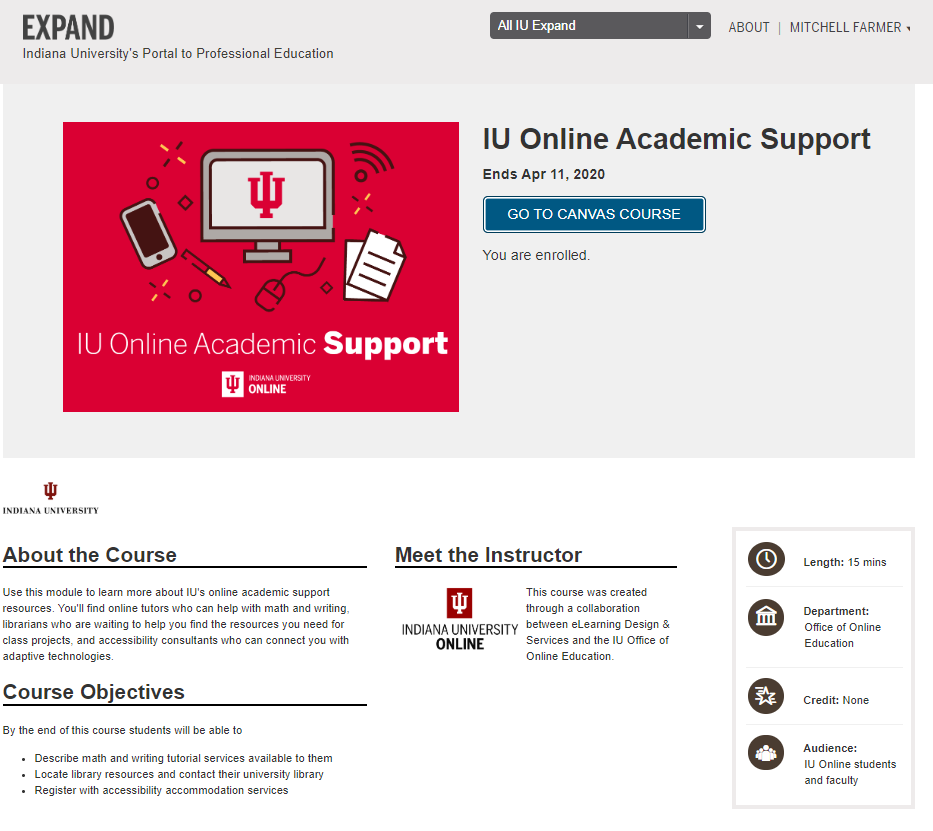 EXPAND
Indiana University's Portal to Professional Education
All IU Expand
ABOUT | MITCHELL FARMER
IU Online Academic Support
INDIANA UNIVERSITY
ONLINE
IU Online Academic Support
Ends Apr 11, 2020
GO TO CANVAS COURSE
You are enrolled.
INDIANA UNIVERSITY
About the Course
Use this module to learn more about IU's online academic support
resources. You'll find online tutors who can help with math and writing,
librarians who are waiting to help you find the resources you need for
class projects, and accessibility consultants who can connect you with
adaptive technologies.
Course Objectives
By the end of this course students will be able to
• Describe math and writing tutorial services available to them
• Locate library resources and contact their university library
• Register with accessibility accommodation services
Meet the Instructor
INDIANA UNIVERSITY
ONLINE
This course was created
through a collaboration
between eLearning Design &
Services and the IU Office of
Online Education.
Length: 15 mins
Department:
Office of Online
Education
Credit: None
Audience:
IU Online students
and faculty